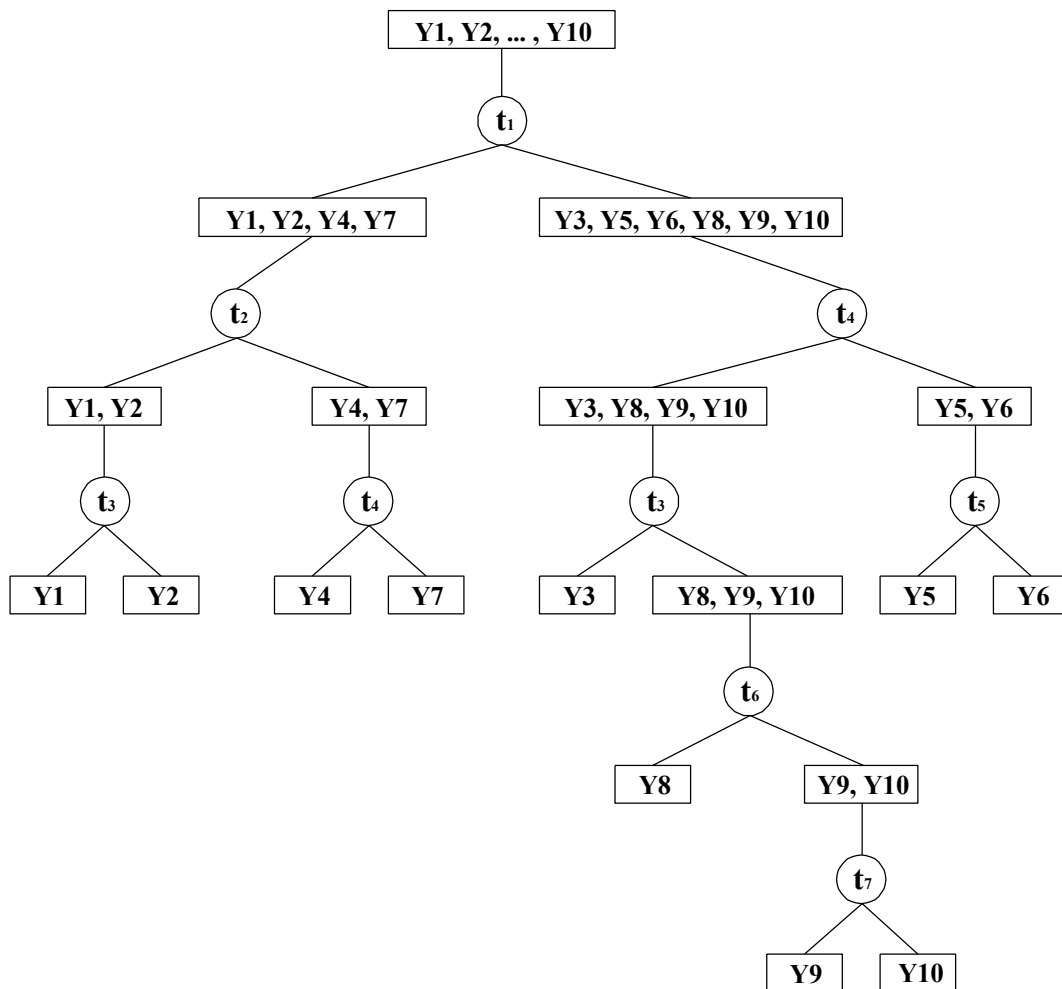 Y1, Y2, ... , Y10
t₁
Y1, Y2, Y4, Y7
Y3, Y5, Y6, Y8, Y9, Y10
t₂
t₄
Y1, Y2
Y4, Y7
Y3, Y8, Y9, Y10
Y5, Y6
t₃
t₄
t₃
t₅
Y1
Y2
Y4
Y7
Y3
Y8, Y9, Y10
Y5
Y6
t₆
Y8
Y9, Y10
t₇
Y9
Y10